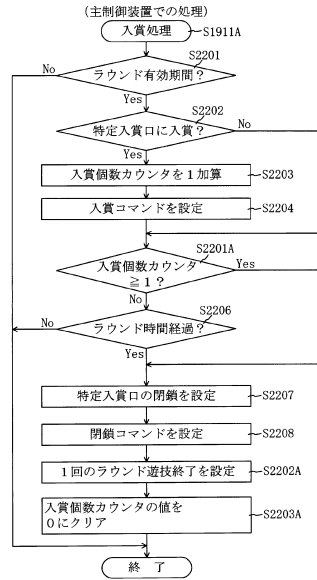 (主制御装置での処理)
入賞処理
S1911A
S2201
No
ラウンド有効期間?
Yes
S2202
特定入賞口に入賞?
No
Yes
入賞個数カウンタを1加算
S2203
入賞コマンドを設定
S2204
S2201A
入賞個数カウンタ
≧1?
Yes
No
S2206
No
ラウンド時間経過?
Yes
特定入賞口の閉鎖を設定
S2207
閉鎖コマンドを設定
S2208
1回のラウンド遊技終了を設定
S2202A
入賞個数カウンタの値を
0にクリア
S2203A
終 了